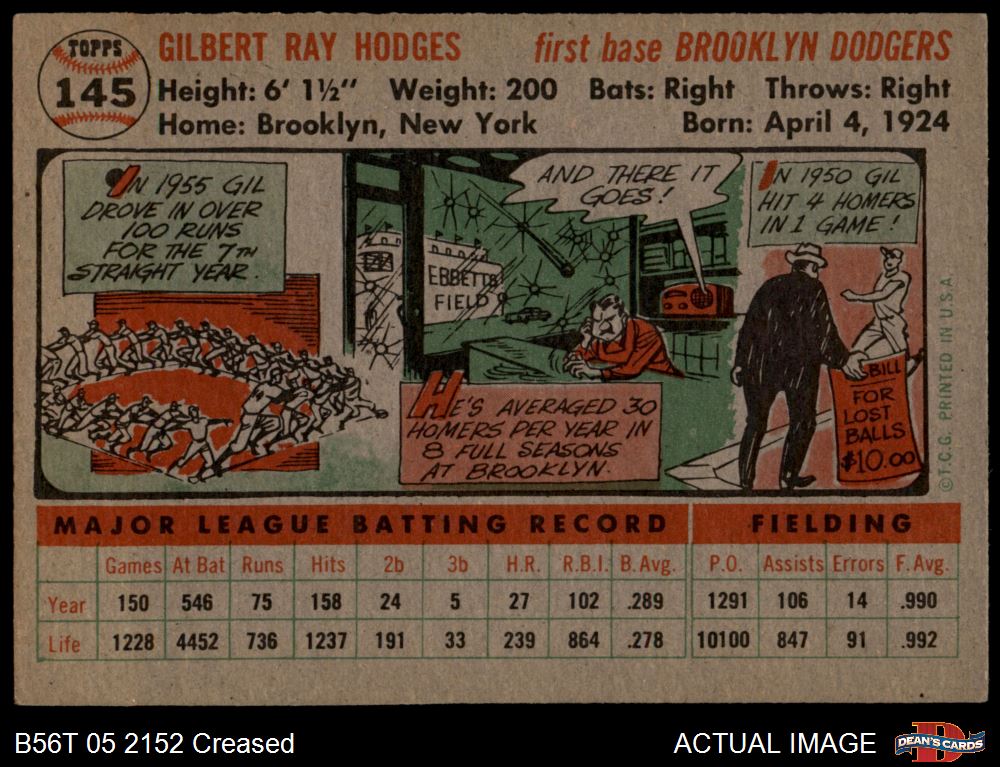 TOPPS
145
GILBERT RAY HODGES first base BROOKLYN DODGERS
Height: 6' 1½" Weight: 200 Bats: Right Throws: Right
Home: Brooklyn, New York Born: April 4, 1924
IN 1955 GIL
DROVE IN OVER
100 RUNS
FOR THE 7TH
STRAIGHT YEAR.
AND THERE IT
GOES!
EBBETTS
FIELD
HE'S AVERAGED 30
HOMERS PER YEAR IN
8 FULL SEASONS
AT BROOKLYN.
IN 1950 GIL
HIT 4 HOMERS
IN 1 GAME!
BILL
FOR
LOST
BALLS
$10.00
©T.C.G. PRINTED IN U.S.A.
MAJOR LEAGUE BATTING RECORD FIELDING
Games At Bat Runs Hits 2b 3b H.R. R.B.I. B. Avg. P.O. Assists Errors F. Avg.
Year 150 546 75 158 24 5 27 102 .289 1291 106 14 .990
Life 1228 4452 736 1237 191 33 239 864 .278 10100 847 91 .992
B56T 05 2152 Creased ACTUAL IMAGE
D
DEAN'S CARDS